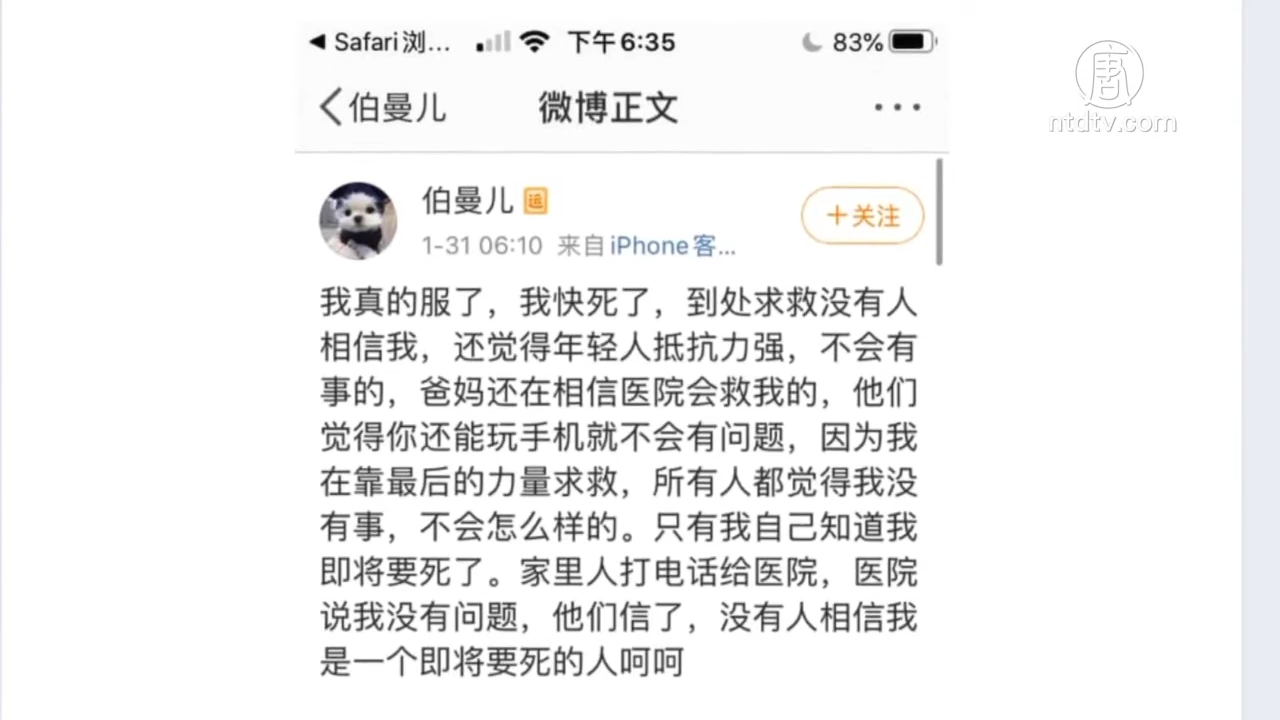 Safari浏... 下午6:35 83%
唐
ntdtv.com
伯曼儿 微博正文
伯曼儿 运
+关注
1-31 06:10 来自 iPhone客...
我真的服了，我快死了，到处求救没有人
相信我，还觉得年轻人抵抗力强，不会有
事的，爸妈还在相信医院会救我的，他们
觉得你还能玩手机就不会有问题，因为我
在靠最后的力量求救，所有人都觉得我没
有事，不会怎么样的。只有我自己知道我
即将要死了。家里人打电话给医院，医院
说我没有问题，他们信了，没有人相信我
是一个即将要死的人呵呵